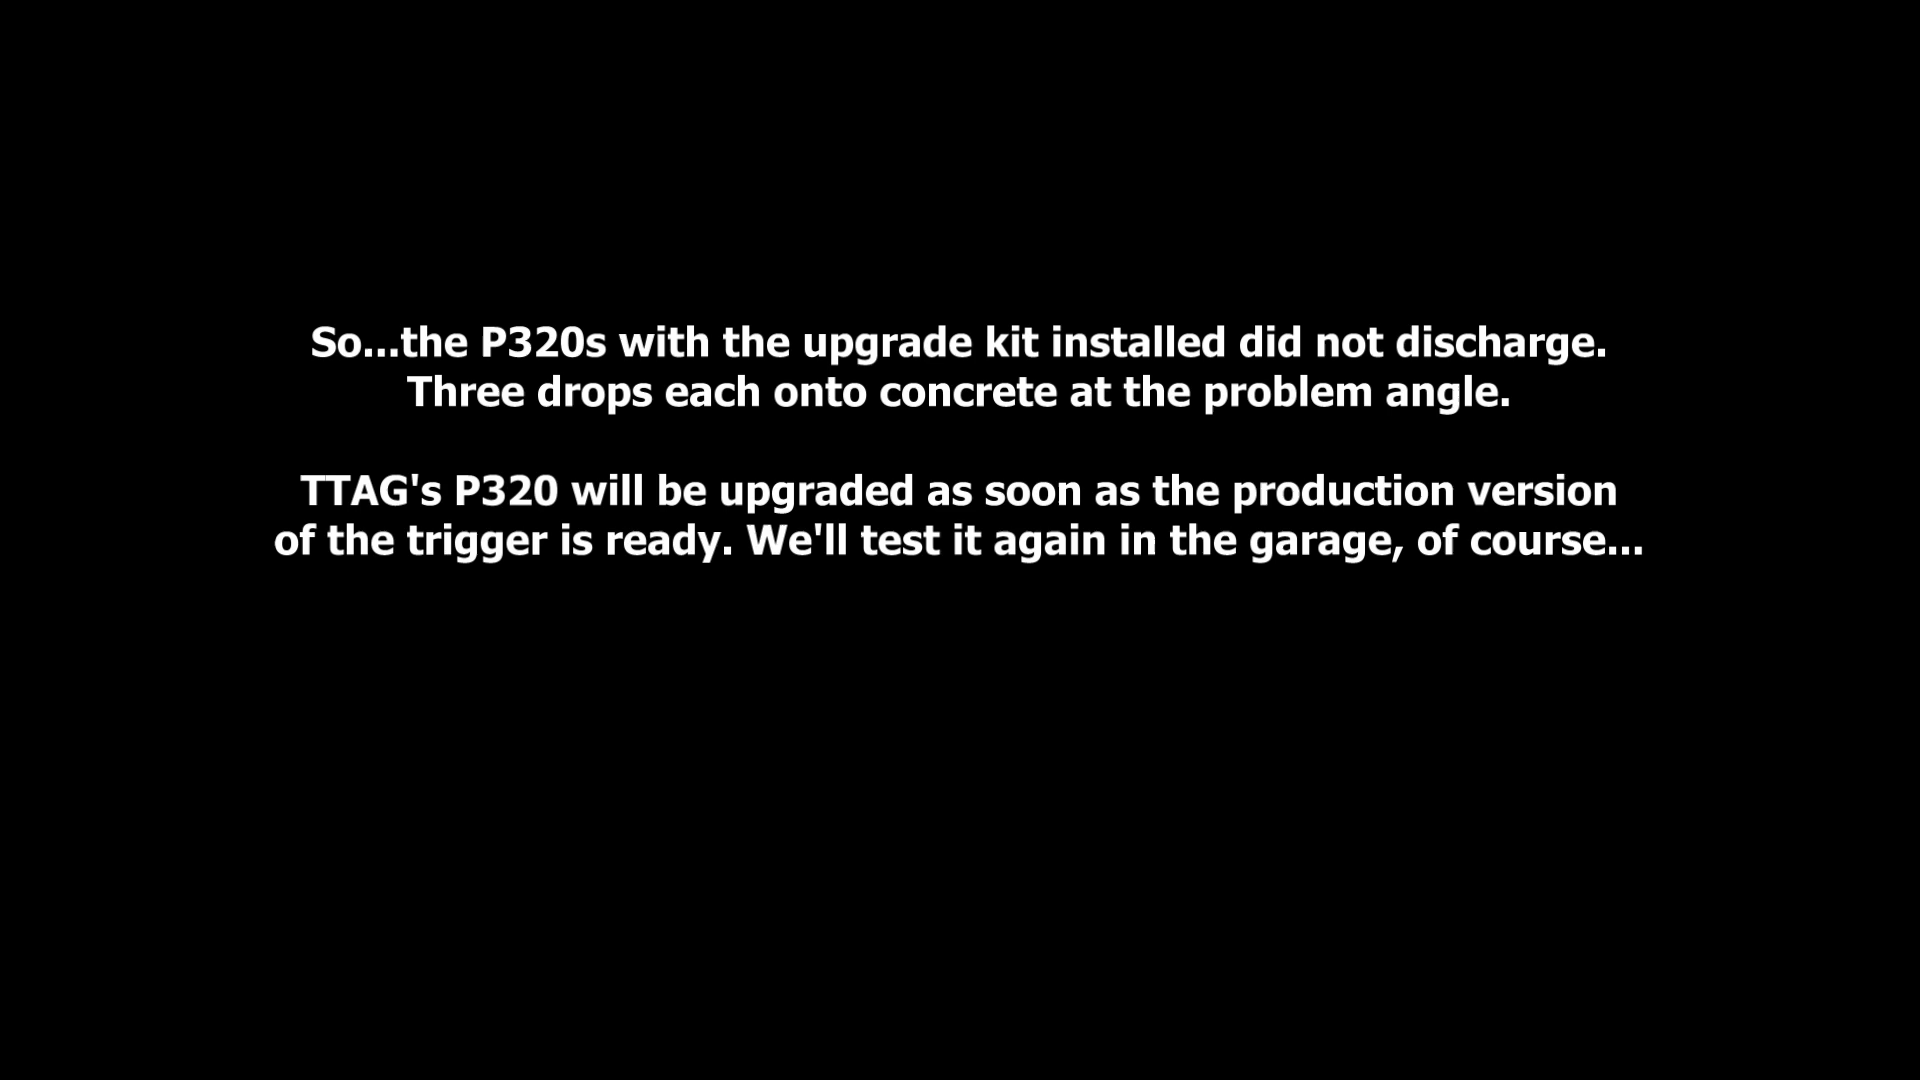 So...the P320s with the upgrade kit installed did not discharge.
Three drops each onto concrete at the problem angle.
TTAG's P320 will be upgraded as soon as the production version
of the trigger is ready. We'll test it again in the garage, of course...